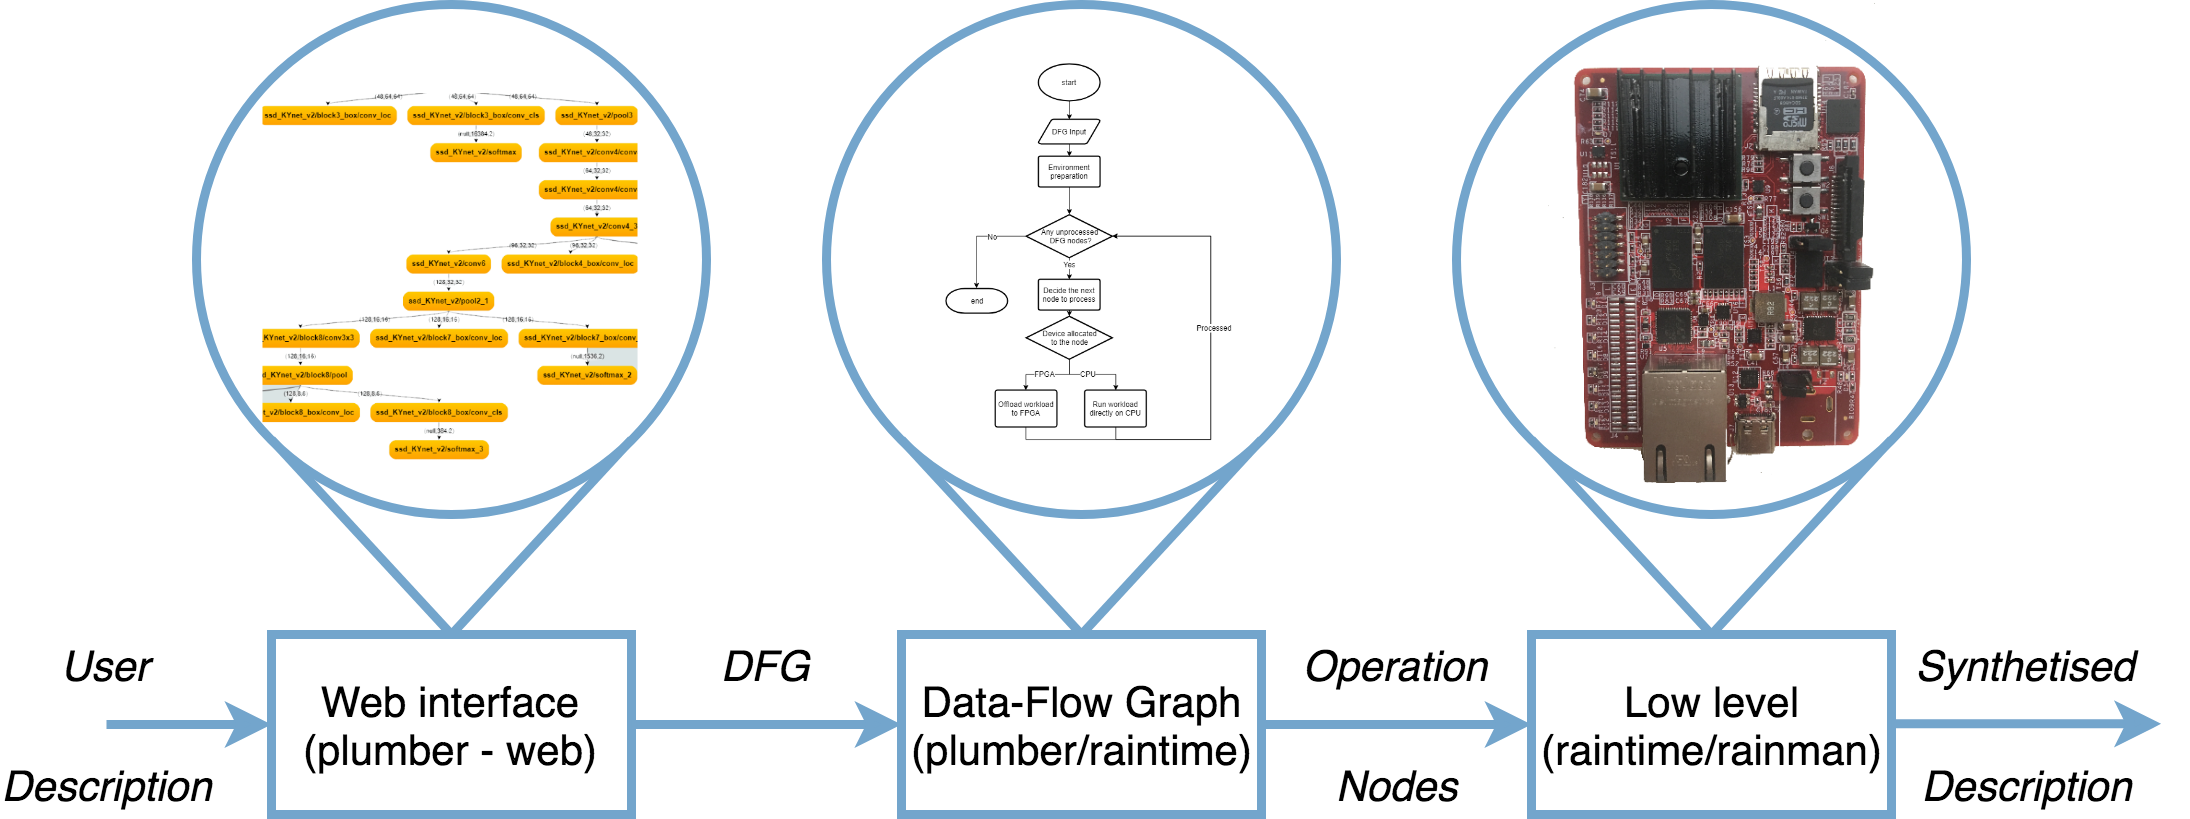 (48,64,64)
(48,64,64)
(48,64,64)
ssd_KYnet_v2/block3_box/conv_loc
ssd_KYnet_v2/block3_box/conv_cls
ssd_KYnet_v2/pool3
(null,16384,2)
(48,32,32)
ssd_KYnet_v2/softmax
ssd_KYnet_v2/conv4/conv
(64,32,32)
ssd_KYnet_v2/conv4/conv
(64,32,32)
ssd_KYnet_v2/conv4_3
(96,32,32)
(96,32,32)
ssd_KYnet_v2/conv6
ssd_KYnet_v2/block4_box/conv_loc
(128,32,32)
ssd_KYnet_v2/pool2_1
(128,16,16)
(128,16,16)
(128,16,16)
KYnet_v2/block8/conv3x3
ssd_KYnet_v2/block7_box/conv_loc
ssd_KYnet_v2/block7_box/conv_
(128,16,16)
(null,1536,2)
d_KYnet_v2/block8/pool
ssd_KYnet_v2/softmax_2
(128,8,8)
(128,8,8)
t_v2/block8_box/conv_loc
ssd_KYnet_v2/block8_box/conv_cls
(null,384,2)
ssd_KYnet_v2/softmax_3
start
DFG Input
Environment
preparation
Any unprocessed
DFG nodes?
No
Yes
end
Decide the next
node to process
Device allocated
to the node
Processed
FPGA
CPU
Offload workload
to FPGA
Run workload
directly on CPU
User
Description
Web interface
(plumber - web)
DFG
Data-Flow Graph
(plumber/raintime)
Operation
Nodes
Low level
(raintime/rainman)
Synthetised
Description